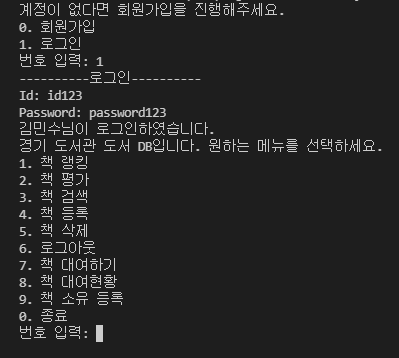 계정이 없다면 회원가입을 진행해주세요.
0. 회원가입
1. 로그인
번호 입력: 1
----------로그인----------
Id: id123
Password: password123
김민수님이 로그인하였습니다.
경기 도서관 도서 DB입니다. 원하는 메뉴를 선택하세요.
1. 책 랭킹
2. 책 평가
3. 책 검색
4. 책 등록
5. 책 삭제
6. 로그아웃
7. 책 대여하기
8. 책 대여현황
9. 책 소유 등록
0. 종료
번호 입력: